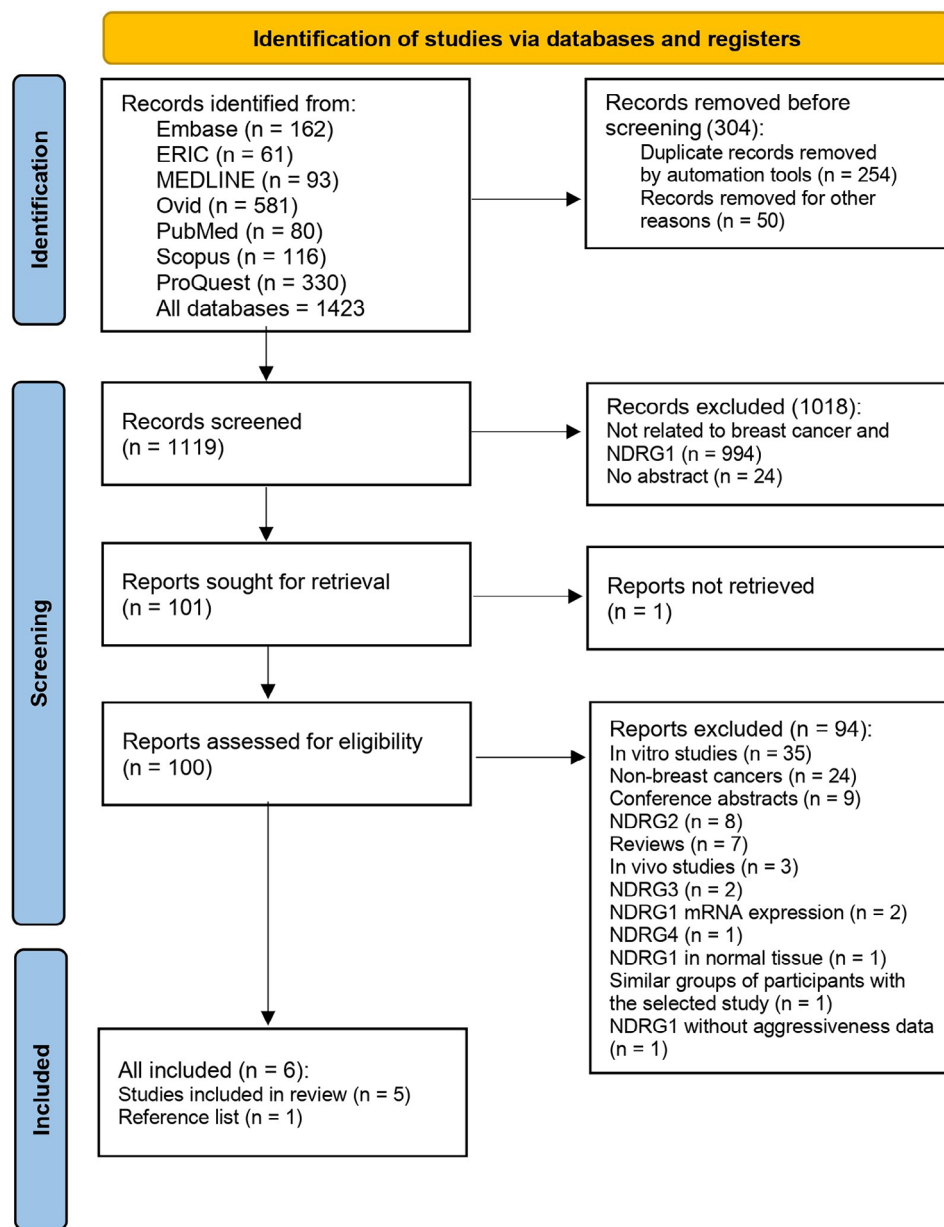 Identification of studies via databases and registers
Identification
Records identified from:
Embase (n = 162)
ERIC (n = 61)
MEDLINE (n = 93)
Ovid (n = 581)
PubMed (n = 80)
Scopus (n = 116)
ProQuest (n = 330)
All databases = 1423
Records removed before
screening (304):
Duplicate records removed
by automation tools (n = 254)
Records removed for other
reasons (n = 50)
Screening
Records screened
(n = 1119)
Records excluded (1018):
Not related to breast cancer and
NDRG1 (n = 994)
No abstract (n = 24)
Reports sought for retrieval
(n = 101)
Reports not retrieved
(n = 1)
Reports assessed for eligibility
(n = 100)
Reports excluded (n = 94):
In vitro studies (n = 35)
Non-breast cancers (n = 24)
Conference abstracts (n = 9)
NDRG2 (n = 8)
Reviews (n = 7)
In vivo studies (n = 3)
NDRG3 (n = 2)
NDRG1 mRNA expression (n = 2)
NDRG4 (n = 1)
NDRG1 in normal tissue (n = 1)
Similar groups of participants with
the selected study (n = 1)
NDRG1 without aggressiveness data
(n = 1)
Included
All included (n = 6):
Studies included in review (n = 5)
Reference list (n = 1)